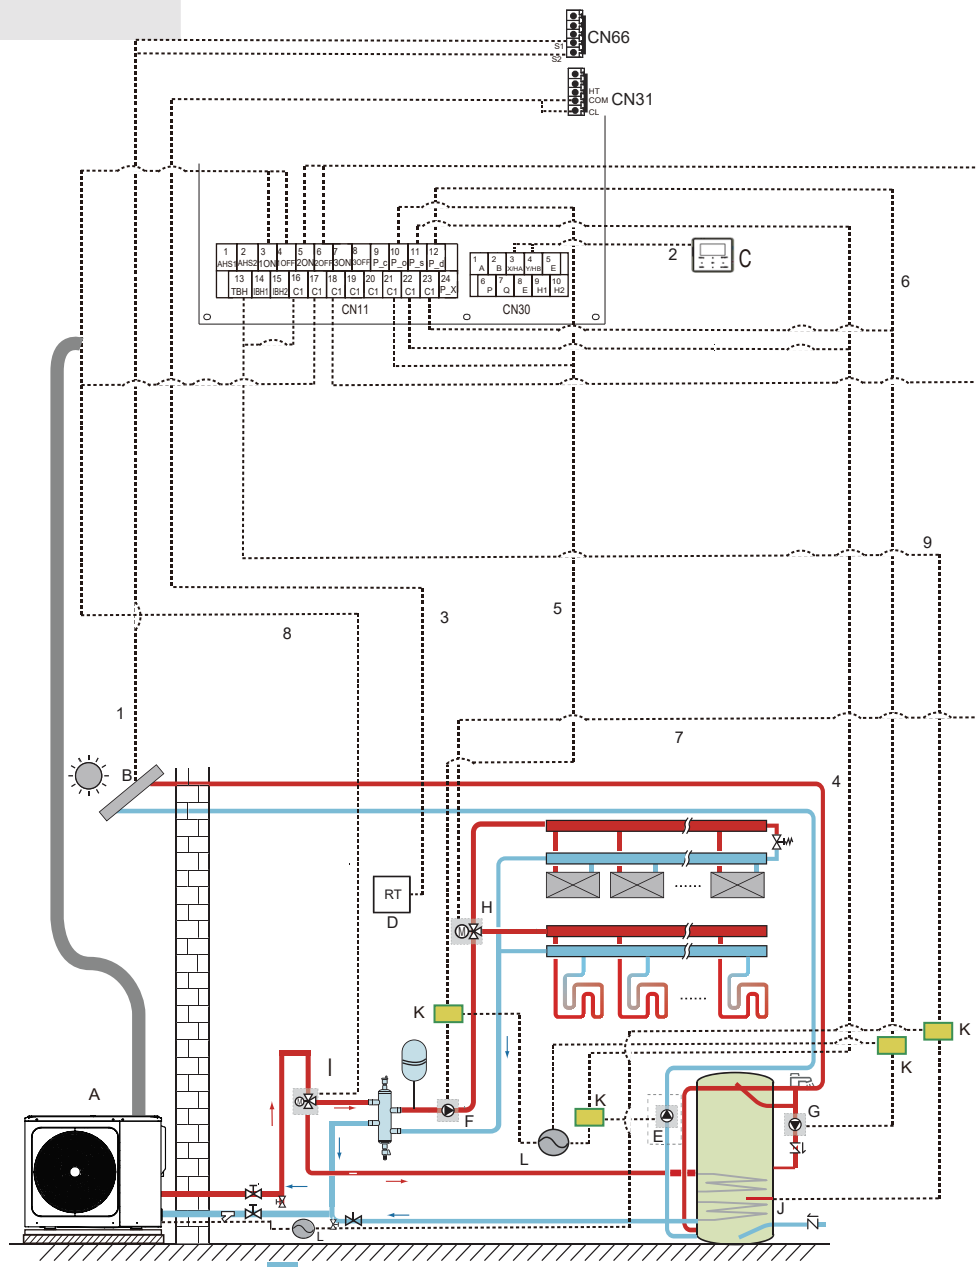 CN66
S1
S2
HT
COM
CN31
CL
1 2 3 4 5 6 7 8 9 10 11 12
AHS1 AHS2 1ON 1OFF 2ON 2OFF 3ON 3OFF P_c P_o P_s P_d
13 14 15 16 17 18 19 20 21 22 23 24
TBH IBH1 IBH2 C1 C1 C1 C1 C1 C1 C1 C1 P_X
CN11
1 2 3 4 5
A B X/HA Y/HB E
6 7 8 9 10
P Q E H1 H2
CN30
2
C
6
9
5
3
8
1
7
B
4
RT
D
H
M
K
K
K
A
I
M
F
K
E
G
L
J
L